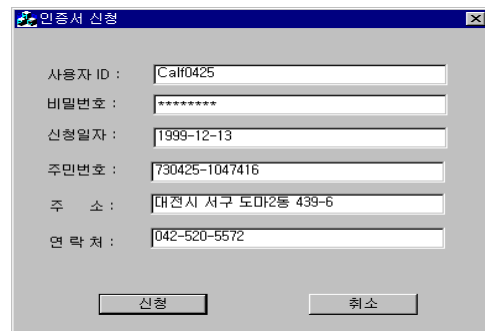 인증서 신청
사용자 ID : Calf0425
비밀번호 : ********
신청일자 : 1999-12-13
주민번호 : 730425-1047416
주 소 : 대전시 서구 도마2동 439-6
연 락 처 : 042-520-5572
신청 취소